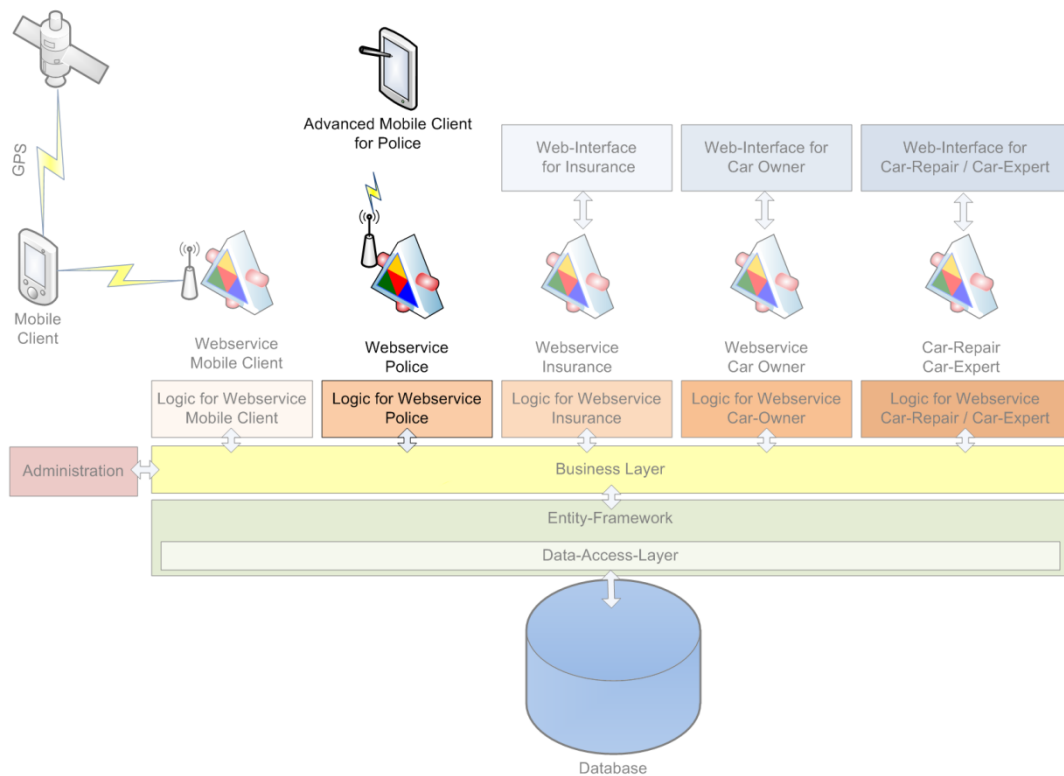 Advanced Mobile Client
for Police
GPS
Web-Interface
for Insurance
Web-Interface for
Car Owner
Web-Interface for
Car-Repair / Car-Expert
Mobile
Client
Webservice
Mobile Client
Webservice
Police
Webservice
Insurance
Webservice
Car Owner
Car-Repair
Car-Expert
Logic for Webservice
Mobile Client
Logic for Webservice
Police
Logic for Webservice
Insurance
Logic for Webservice
Car-Owner
Logic for Webservice
Car-Repair / Car-Expert
Administration
Business Layer
Entity-Framework
Data-Access-Layer
Database